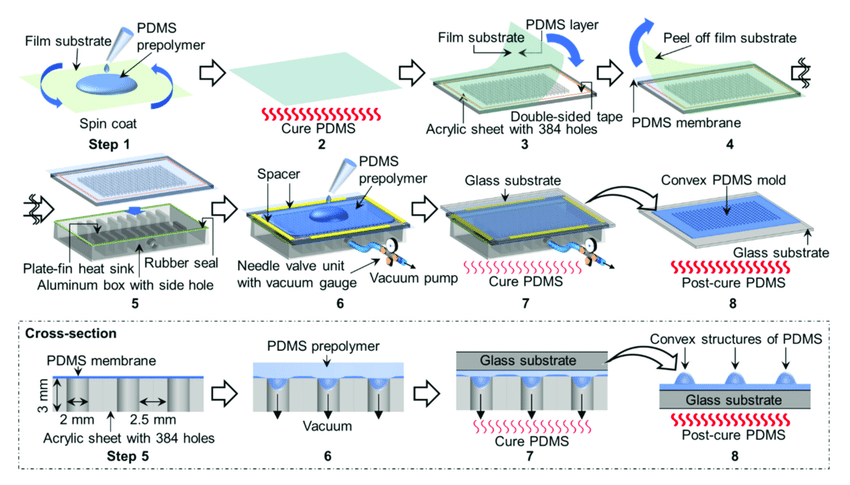 Film substrate
PDMS
prepolymer
Spin coat
Step 1
Cure PDMS
2
Film substrate
PDMS layer
Double-sided tape
Acrylic sheet with 384 holes
3
Peel off film substrate
PDMS membrane
4
Plate-fin heat sink
Rubber seal
Aluminum box with side hole
5
Spacer
PDMS
prepolymer
Needle valve unit
with vacuum gauge
Vacuum pump
6
Glass substrate
Cure PDMS
7
Convex PDMS mold
Glass substrate
Post-cure PDMS
8
Cross-section
PDMS membrane
3 mm
2 mm
2.5 mm
Acrylic sheet with 384 holes
Step 5
PDMS prepolymer
Vacuum
6
Glass substrate
Cure PDMS
7
Convex structures of PDMS
Glass substrate
Post-cure PDMS
8